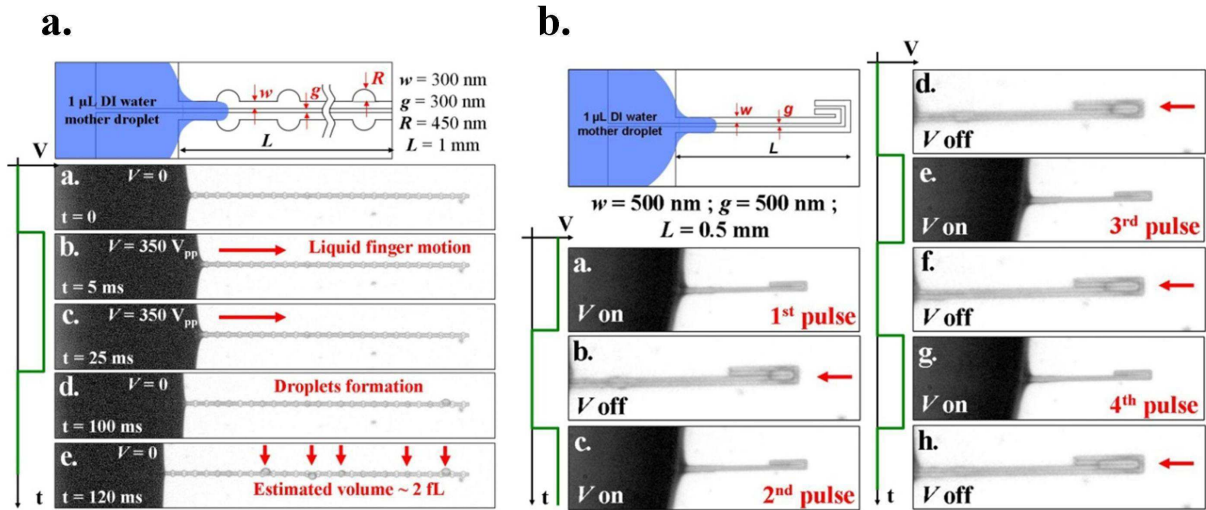 a.
1 µL DI water
mother droplet
w
g
R
L
w = 300 nm
g = 300 nm
R = 450 nm
L = 1 mm
V
a.
V = 0
t = 0
b.
V = 350 Vpp
Liquid finger motion
t = 5 ms
c.
V = 350 Vpp
t = 25 ms
d.
V = 0
Droplets formation
t = 100 ms
e.
V = 0
t = 120 ms
Estimated volume ~ 2 fL
t
b.
1 µL DI water
mother droplet
w
g
L
w = 500 nm ; g = 500 nm ;
L = 0.5 mm
V
a.
V on
1st pulse
b.
V off
c.
V on
2nd pulse
t
V
d.
V off
e.
V on
3rd pulse
f.
V off
g.
V on
4th pulse
h.
V off
t